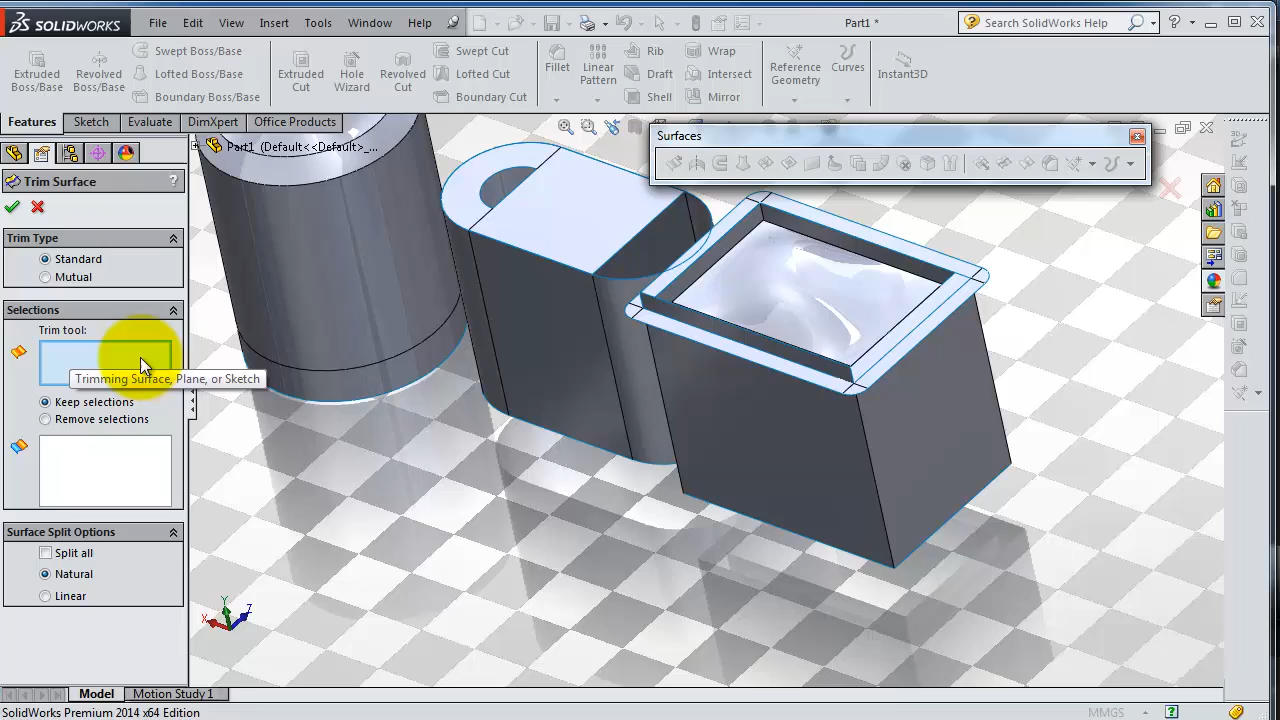 SOLIDWORKS File Edit View Insert Tools Window Help Part1 * Search SolidWorks Help
Extruded Boss/Base
Revolved Boss/Base
Swept Boss/Base
Lofted Boss/Base
Boundary Boss/Base
Extruded Cut
Hole Wizard
Revolved Cut
Swept Cut
Lofted Cut
Boundary Cut
Fillet
Linear Pattern
Rib
Draft
Shell
Wrap
Intersect
Mirror
Reference Geometry
Curves
Instant3D
Features Sketch Evaluate DimXpert Office Products
Surfaces
Part1 (Default<<Default>_...
Trim Surface ?
Trim Type
Standard
Mutual
Selections
Trim tool:
Trimming Surface, Plane, or Sketch
Keep selections
Remove selections
Surface Split Options
Split all
Natural
Linear
Y
X
Z
Model Motion Study 1
SolidWorks Premium 2014 x64 Edition MMGS